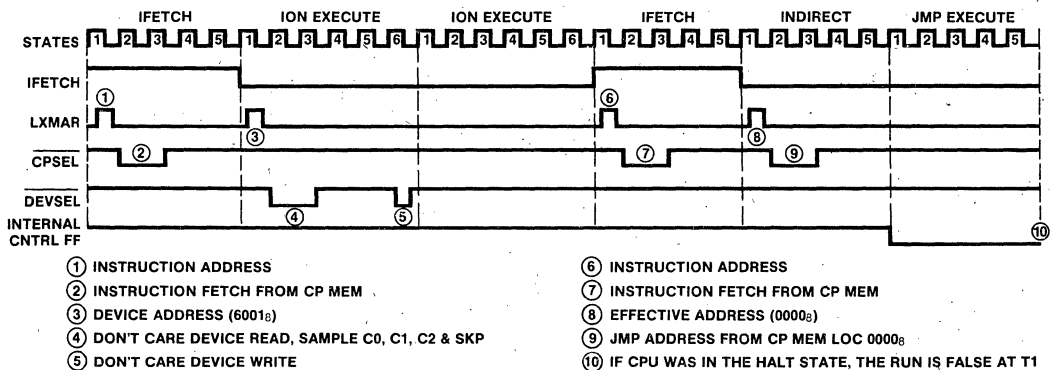 IFETCH ION EXECUTE ION EXECUTE IFETCH INDIRECT JMP EXECUTE
STATES 1 2 3 4 5 1 2 3 4 5 6 1 2 3 4 5 6 1 2 3 4 5 1 2 3 4 5 1 2 3 4 5
IFETCH
① ⑥
LXMAR
③ ⑧
② ⑦ ⑨
CPSEL
DEVSEL
④ ⑤
INTERNAL
CNTRL FF
⑩
① INSTRUCTION ADDRESS
② INSTRUCTION FETCH FROM CP MEM
③ DEVICE ADDRESS (6001₈)
④ DON'T CARE DEVICE READ, SAMPLE C0, C1, C2 & SKP
⑤ DON'T CARE DEVICE WRITE
⑥ INSTRUCTION ADDRESS
⑦ INSTRUCTION FETCH FROM CP MEM
⑧ EFFECTIVE ADDRESS (0000₈)
⑨ JMP ADDRESS FROM CP MEM LOC 0000₈
⑩ IF CPU WAS IN THE HALT STATE, THE RUN IS FALSE AT T1